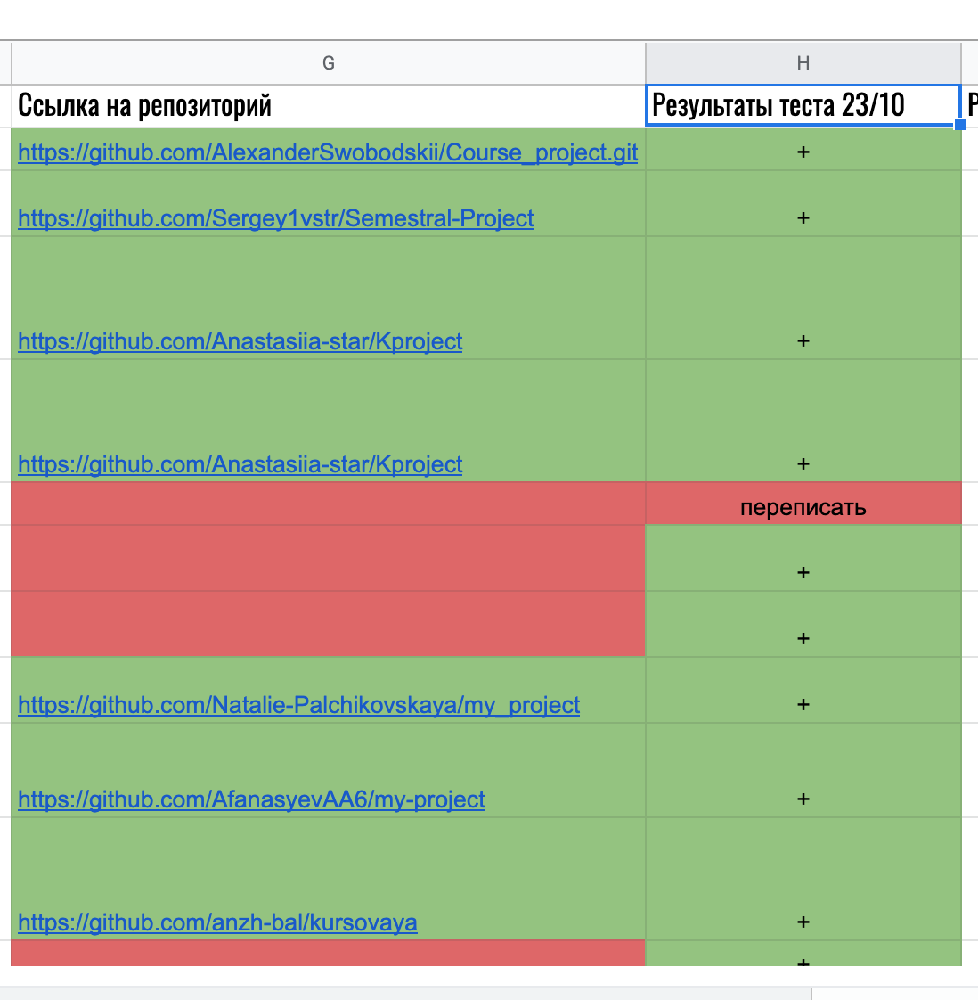 G H
Ссылка на репозиторий Результаты теста 23/10 Р
https://github.com/AlexanderSwobodskii/Course_project.git +
https://github.com/Sergey1vstr/Semestral-Project +
https://github.com/Anastasiia-star/Kproject +
https://github.com/Anastasiia-star/Kproject +
переписать
+
+
https://github.com/Natalie-Palchikovskaya/my_project +
https://github.com/AfanasyevAA6/my-project +
https://github.com/anzh-bal/kursovaya +
+